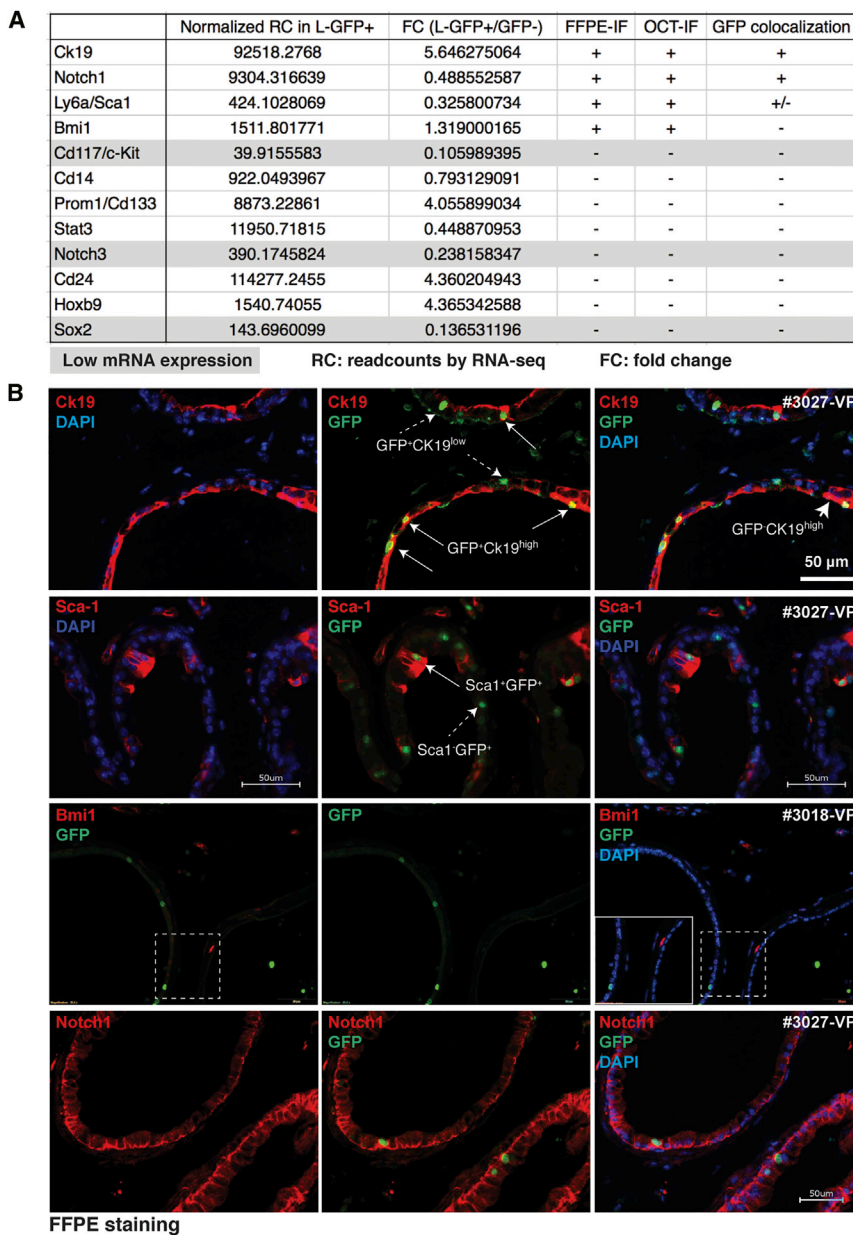 A
Normalized RC in L-GFP+ FC (L-GFP+/GFP-) FFPE-IF OCT-IF GFP colocalization
Ck19 92518.2768 5.646275064 + + +
Notch1 9304.316639 0.488552587 + + +
Ly6a/Sca1 424.1028069 0.325800734 + + +/-
Bmi1 1511.801771 1.319000165 + + -
Cd117/c-Kit 39.9155583 0.105989395 - - -
Cd14 922.0493967 0.793129091 - - -
Prom1/Cd133 8873.22861 4.055899034 - - -
Stat3 11950.71815 0.448870953 - - -
Notch3 390.1745824 0.238158347 - - -
Cd24 114277.2455 4.360204943 - - -
Hoxb9 1540.74055 4.365342588 - - -
Sox2 143.6960099 0.136531196 - - -
Low mRNA expression RC: readcounts by RNA-seq FC: fold change
B
Ck19
DAPI
Ck19
GFP
GFP+CK19low
GFP+Ck19high
Ck19
GFP
DAPI
#3027-VP
GFP-CK19high
50 µm
Sca-1
DAPI
50um
Sca-1
GFP
Sca1+GFP+
Sca1-GFP+
Sca-1
GFP
DAPI
#3027-VP
50um
Bmi1
GFP
GFP
Bmi1
GFP
DAPI
#3018-VP
Notch1
Notch1
GFP
Notch1
GFP
DAPI
#3027-VP
50um
FFPE staining